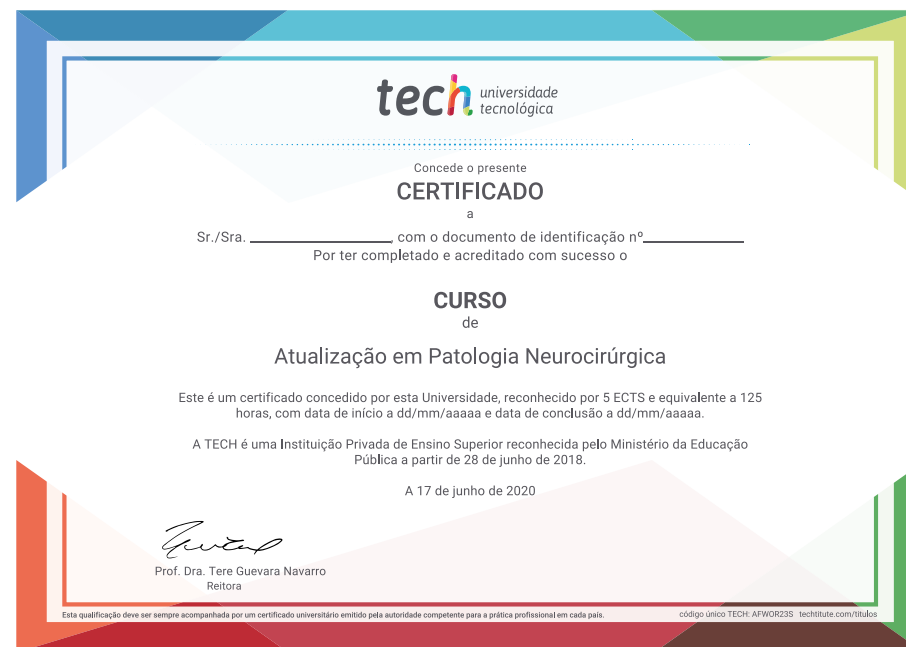 tech universidade
tecnológica
Concede o presente
CERTIFICADO
a
Sr./Sra. ____________________, com o documento de identificação nº______________
Por ter completado e acreditado com sucesso o
CURSO
de
Atualização em Patologia Neurocirúrgica
Este é um certificado concedido por esta Universidade, reconhecido por 5 ECTS e equivalente a 125
horas, com data de início a dd/mm/aaaaa e data de conclusão a dd/mm/aaaaa.
A TECH é uma Instituição Privada de Ensino Superior reconhecida pelo Ministério da Educação
Pública a partir de 28 de junho de 2018.
A 17 de junho de 2020
Prof. Dra. Tere Guevara Navarro
Reitora
Esta qualificação deve ser sempre acompanhada por um certificado universitário emitido pela autoridade competente para a prática profissional em cada país.
código único TECH: AFWOR23S techtitute.com/titulos